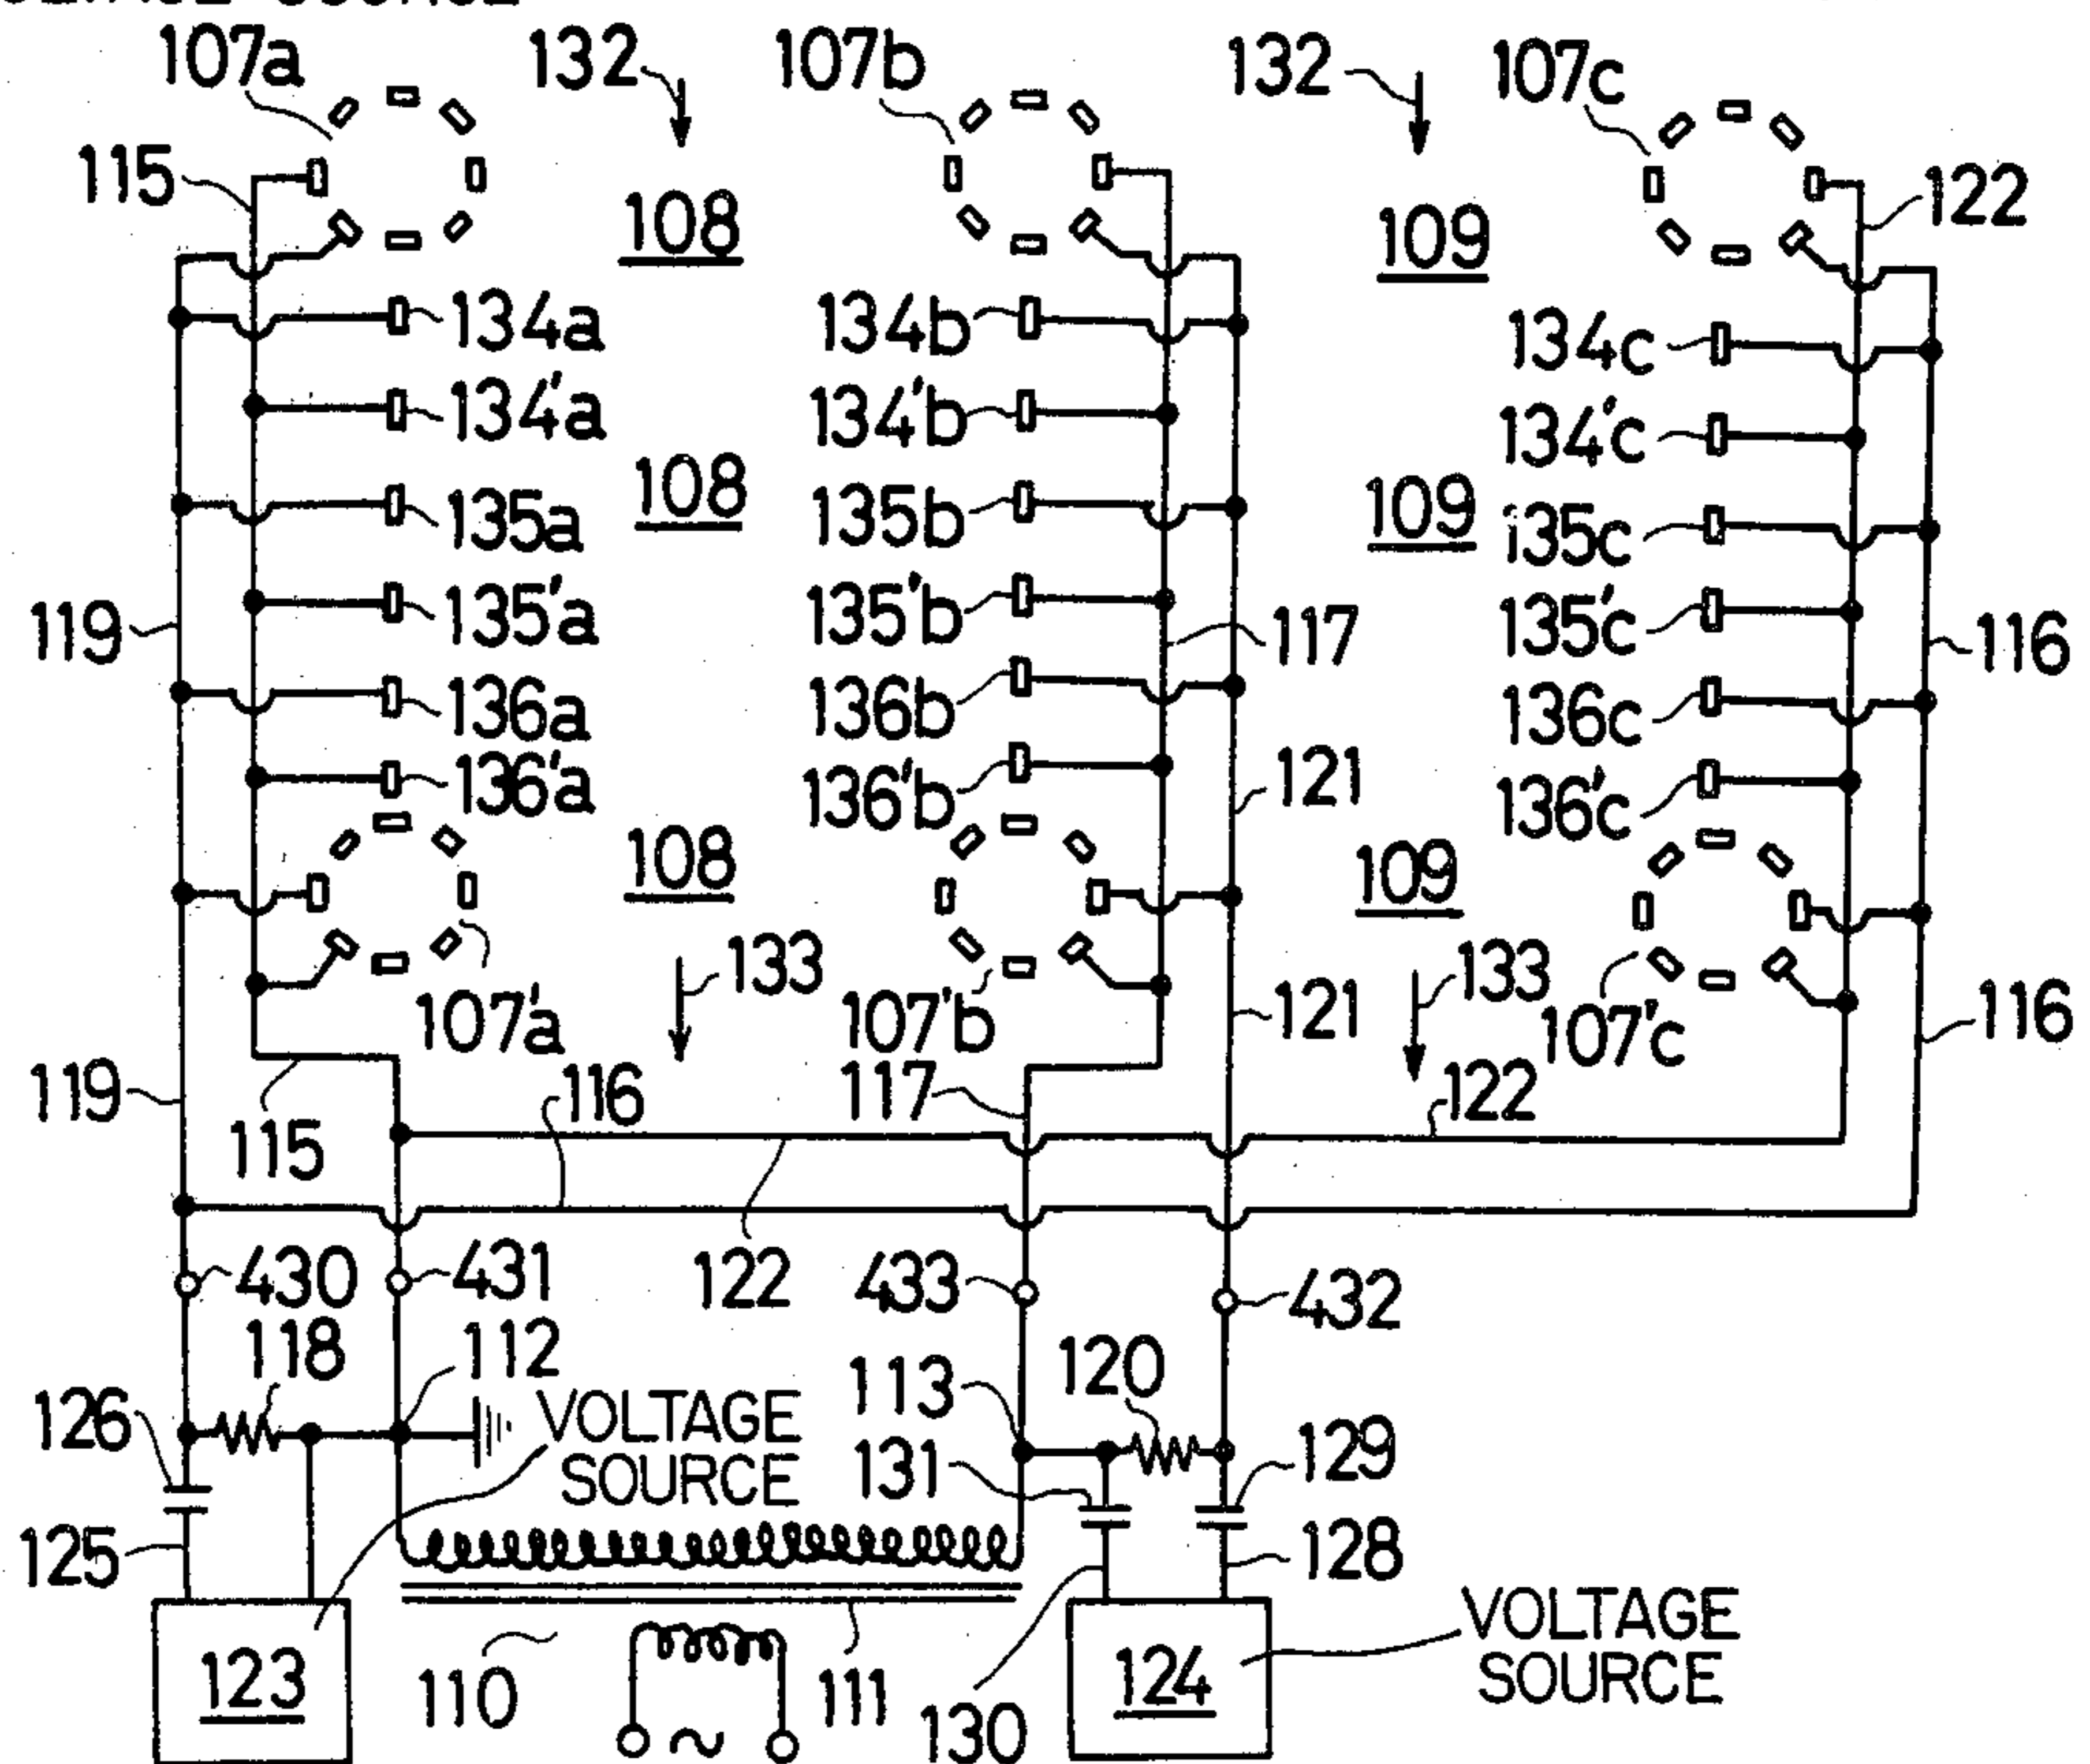 107a 132 107b 132 107c
115 108 109 122
134a 134b 134c
134'a 134'b 134'c
108 109
135a 135b 135c
119 135'a 135'b 117 135'c 116
136a 136b 136c
136'a 136'b 121 136'c
108 109
133 133
107'a 107'b 121 107'c 116
119 115 116 117 122
430 431 122 433 432
118 112 113 120
126 VOLTAGE
SOURCE 131 129
125 128
123 110 111 130 124 VOLTAGE
SOURCE